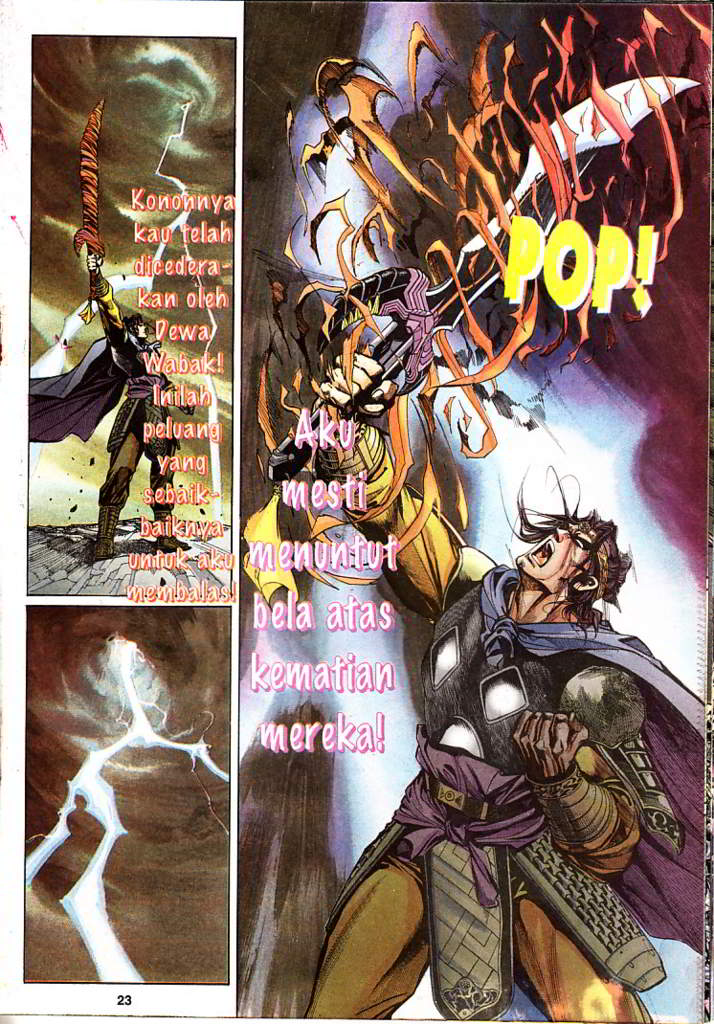 Kononnya
kau telah
dicedera-
kan oleh
Dewa
Wabak!
Inilah
peluang
yang
sebaik-
baiknya
untuk aku
membalas!
POP!
Aku
mesti
menuntut
bela atas
kematian
mereka!
23